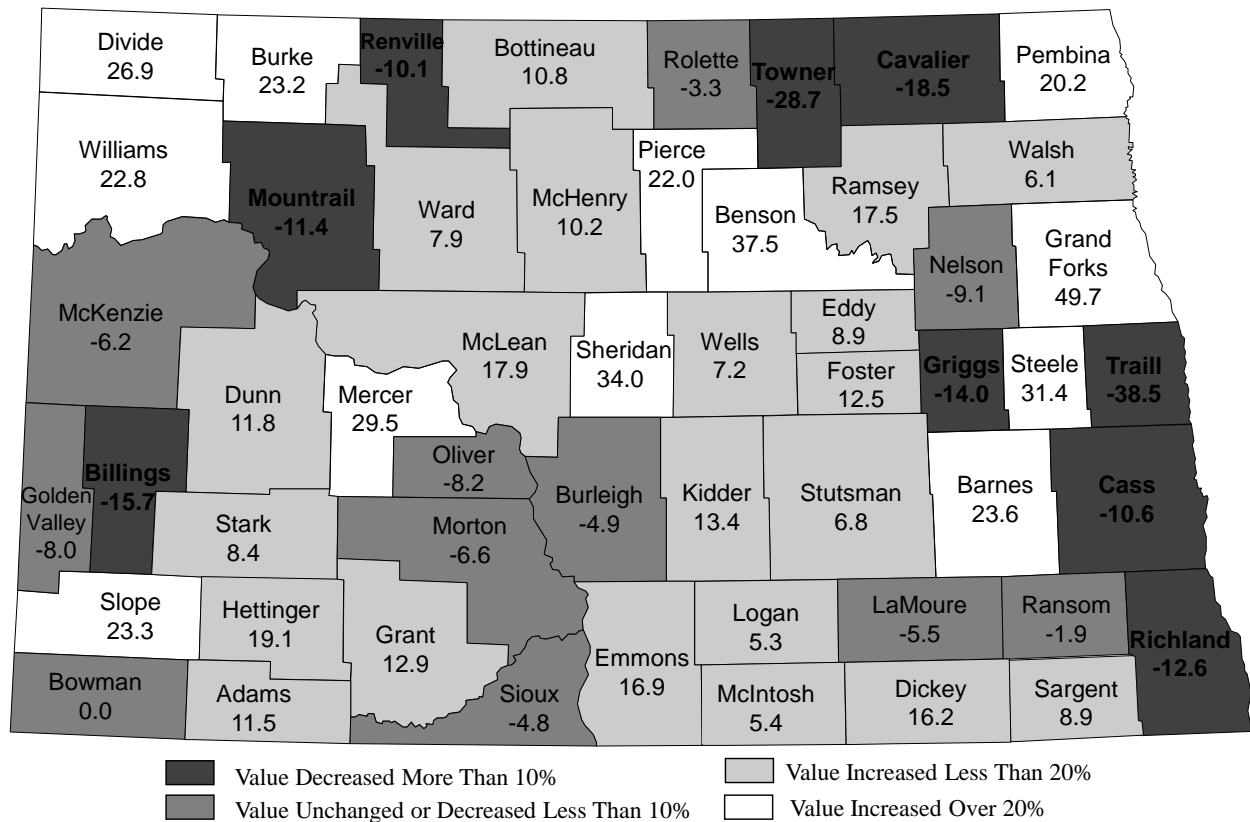 Divide
26.9
Burke
23.2
Renville
-10.1
Bottineau
10.8
Rolette
-3.3
Towner
-28.7
Cavalier
-18.5
Pembina
20.2
Williams
22.8
Mountrail
-11.4
Ward
7.9
McHenry
10.2
Pierce
22.0
Benson
37.5
Ramsey
17.5
Walsh
6.1
Nelson
-9.1
Grand
Forks
49.7
McKenzie
-6.2
Dunn
11.8
Mercer
29.5
McLean
17.9
Sheridan
34.0
Wells
7.2
Eddy
8.9
Foster
12.5
Griggs
-14.0
Steele
31.4
Traill
-38.5
Golden
Valley
-8.0
Billings
-15.7
Stark
8.4
Oliver
-8.2
Morton
-6.6
Burleigh
-4.9
Kidder
13.4
Stutsman
6.8
Barnes
23.6
Cass
-10.6
Slope
23.3
Hettinger
19.1
Grant
12.9
Emmons
16.9
Logan
5.3
LaMoure
-5.5
Ransom
-1.9
Richland
-12.6
Bowman
0.0
Adams
11.5
Sioux
-4.8
McIntosh
5.4
Dickey
16.2
Sargent
8.9
Value Decreased More Than 10%
Value Increased Less Than 20%
Value Unchanged or Decreased Less Than 10%
Value Increased Over 20%